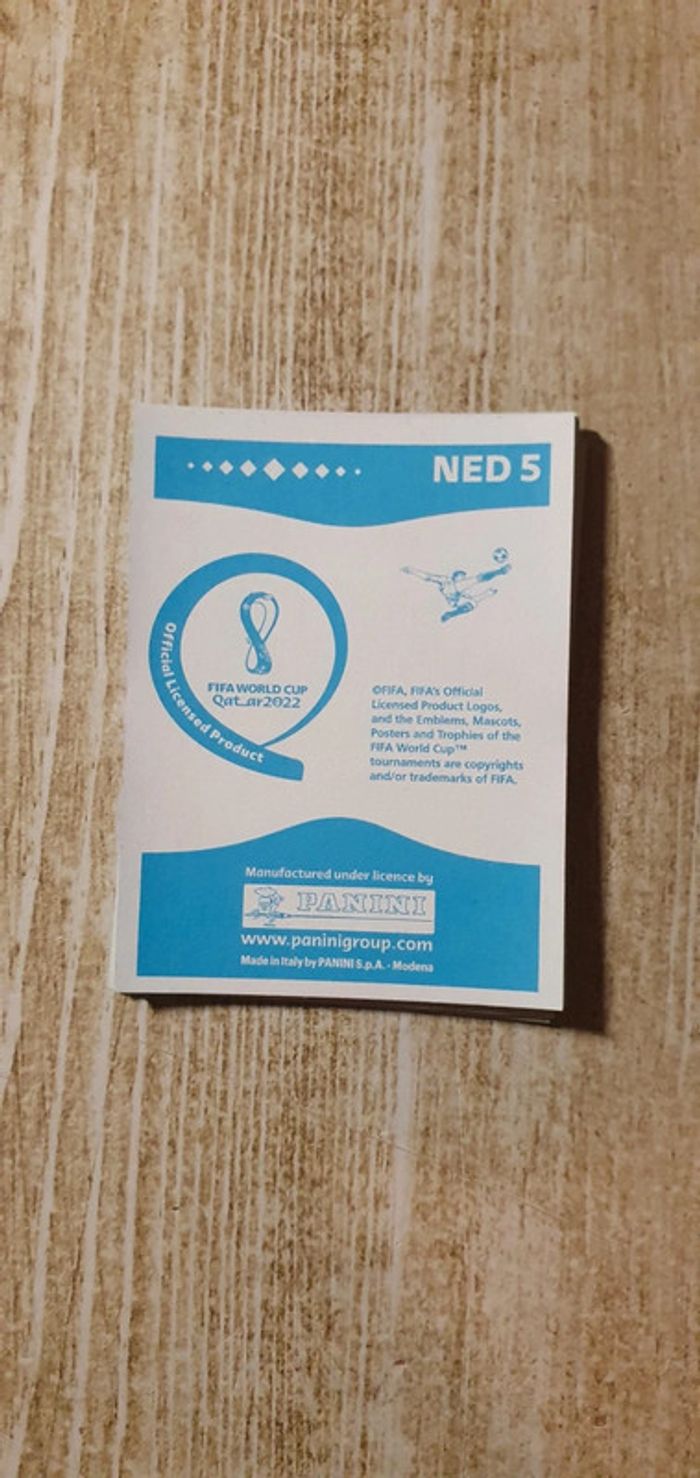 NED 5
Official Licensed Product
FIFA WORLD CUP
Qatar2022
©FIFA, FIFA's Official
Licensed Product Logos,
and the Emblems, Mascots,
Posters and Trophies of the
FIFA World Cup™
tournaments are copyrights
and/or trademarks of FIFA.
Manufactured under licence by
PANINI
www.paninigroup.com
Made in Italy by PANINI S.p.A. - Modena